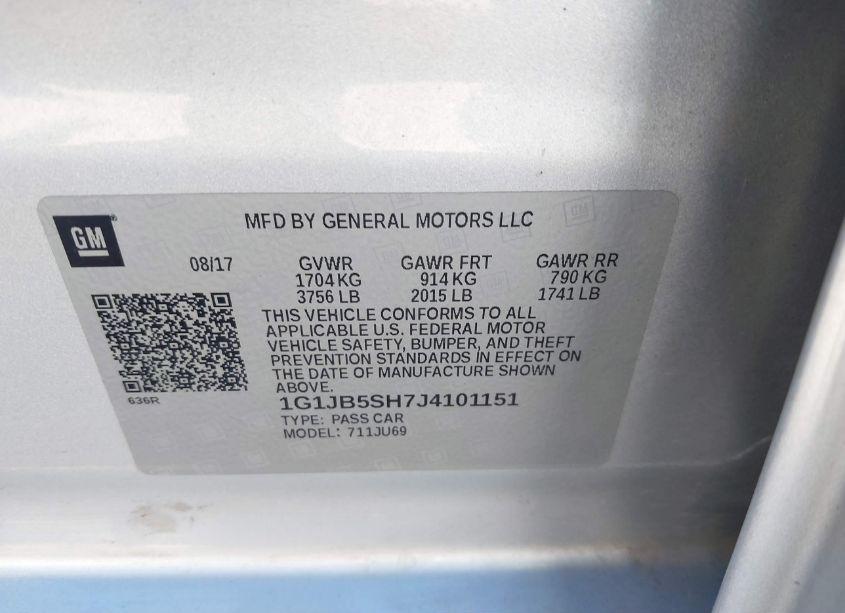 GM
MFD BY GENERAL MOTORS LLC
08/17 GVWR GAWR FRT GAWR RR
1704 KG 914 KG 790 KG
3756 LB 2015 LB 1741 LB
THIS VEHICLE CONFORMS TO ALL
APPLICABLE U.S. FEDERAL MOTOR
VEHICLE SAFETY, BUMPER, AND THEFT
PREVENTION STANDARDS IN EFFECT ON
THE DATE OF MANUFACTURE SHOWN
ABOVE.
636R
1G1JB5SH7J4101151
TYPE: PASS CAR
MODEL: 711JU69